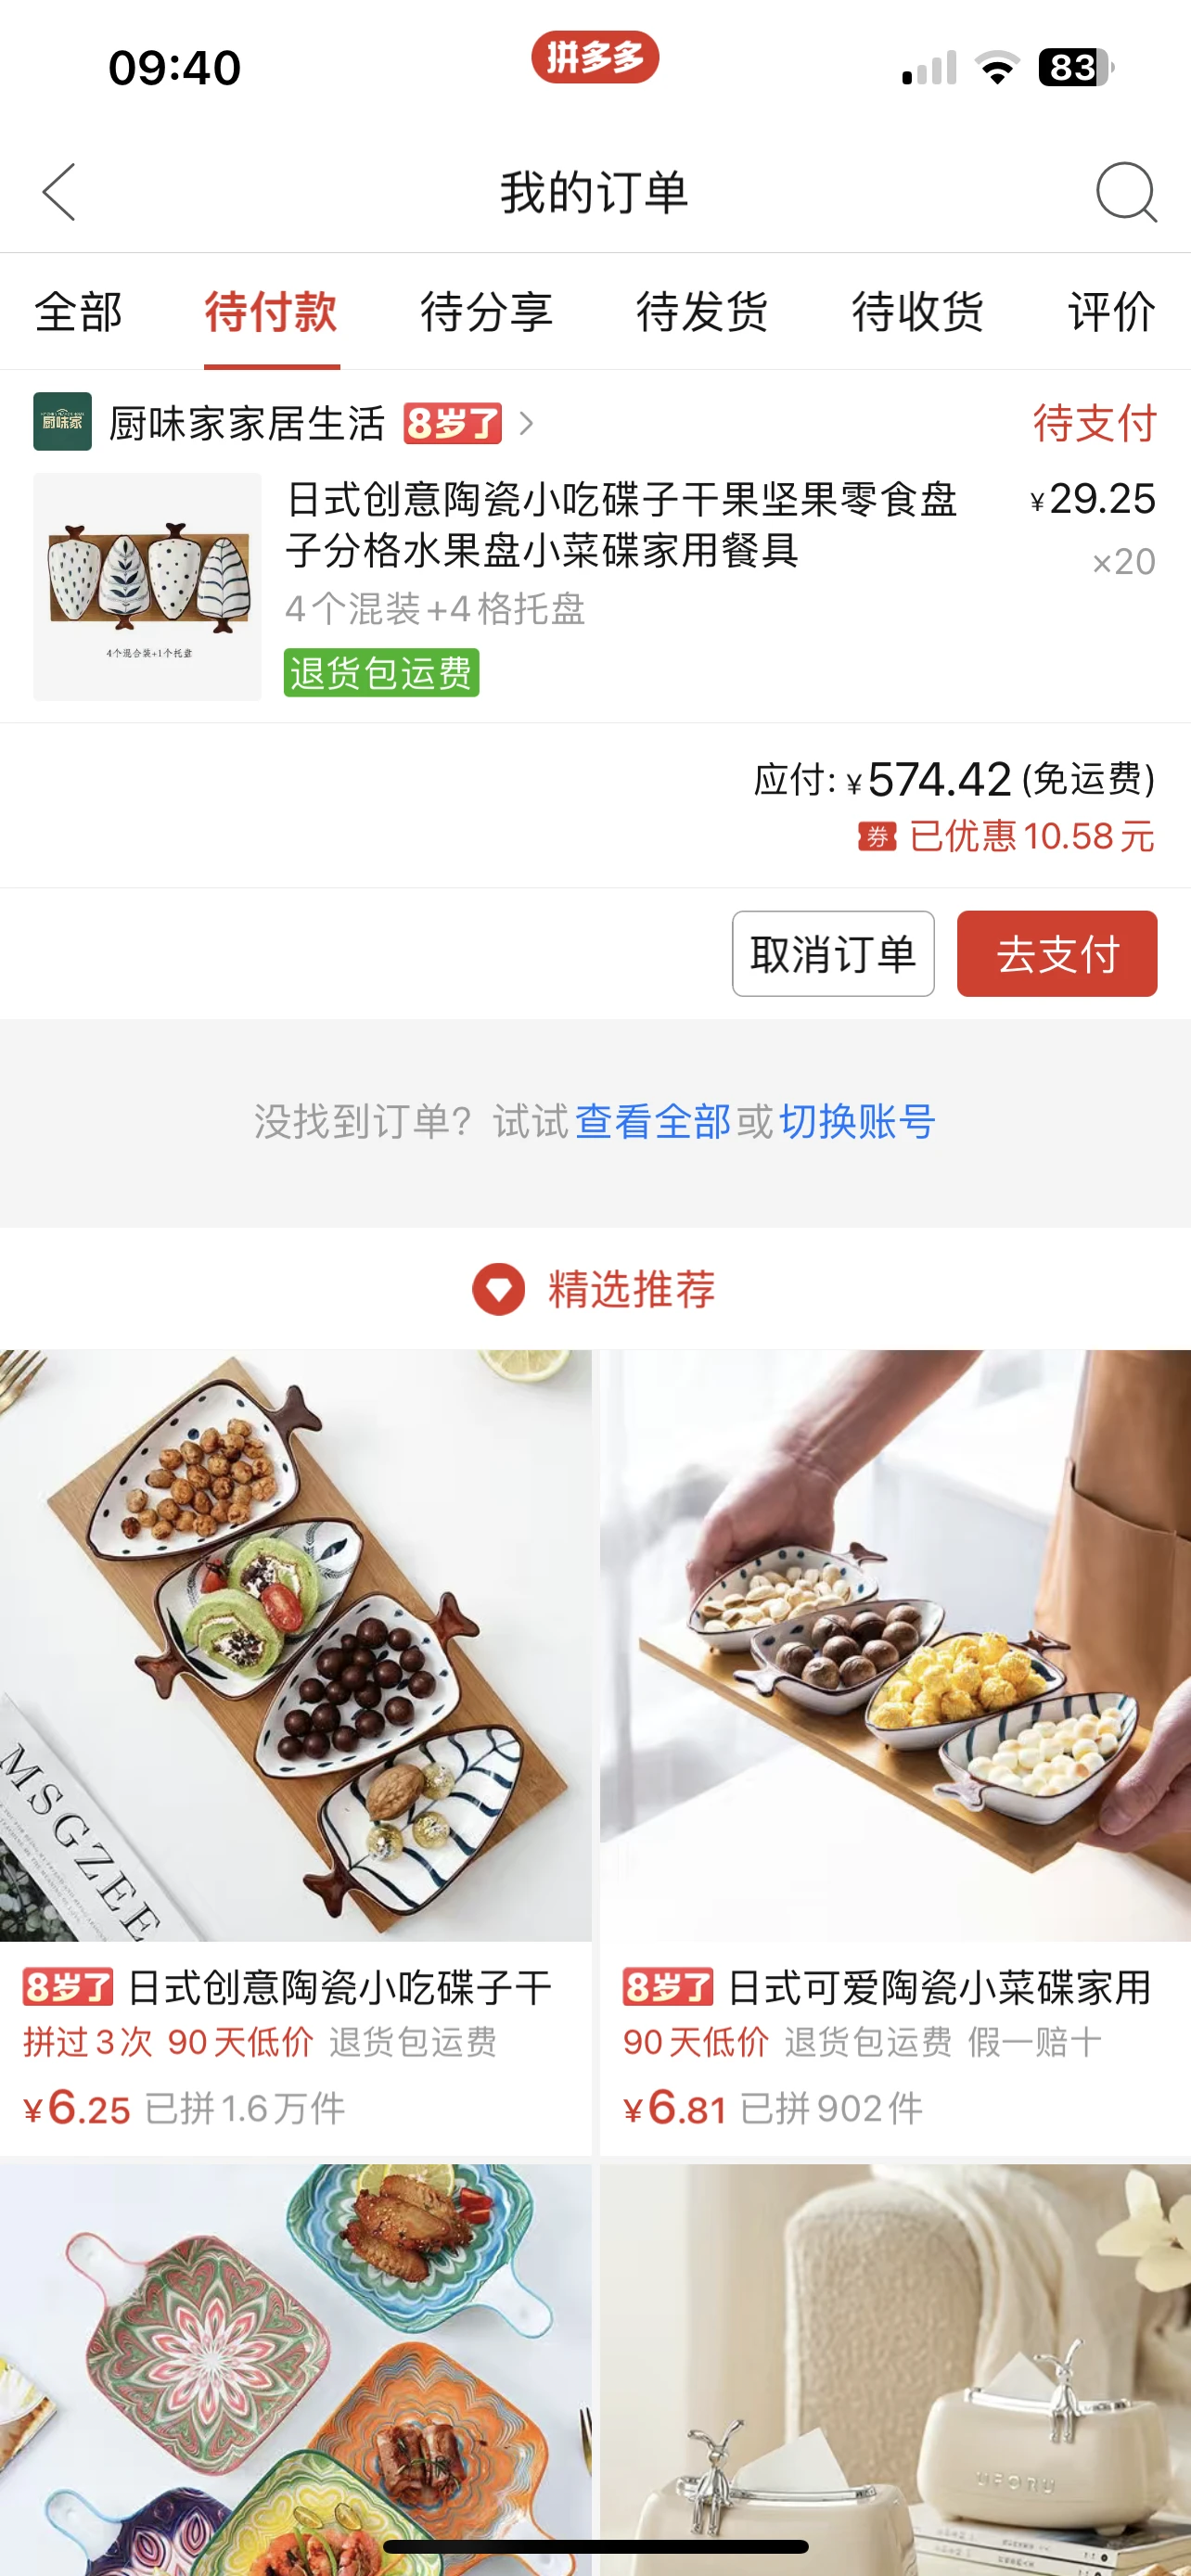 09:40
拼多多
83
我的订单
全部 待付款 待分享 待发货 待收货 评价
厨味家
厨味家家居生活 8岁了
待支付
日式创意陶瓷小吃碟子干果坚果零食盘
¥29.25
子分格水果盘小菜碟家用餐具
×20
4个混装+4格托盘
4个混合装+1个托盘
退货包运费
应付: ¥574.42 (免运费)
券 已优惠10.58元
取消订单 去支付
没找到订单？试试查看全部或切换账号
精选推荐
MSGZEE
8岁了 日式创意陶瓷小吃碟子干
拼过3次 90天低价 退货包运费
¥6.25 已拼1.6万件
8岁了 日式可爱陶瓷小菜碟家用
90天低价 退货包运费 假一赔十
¥6.81 已拼902件
UFORU